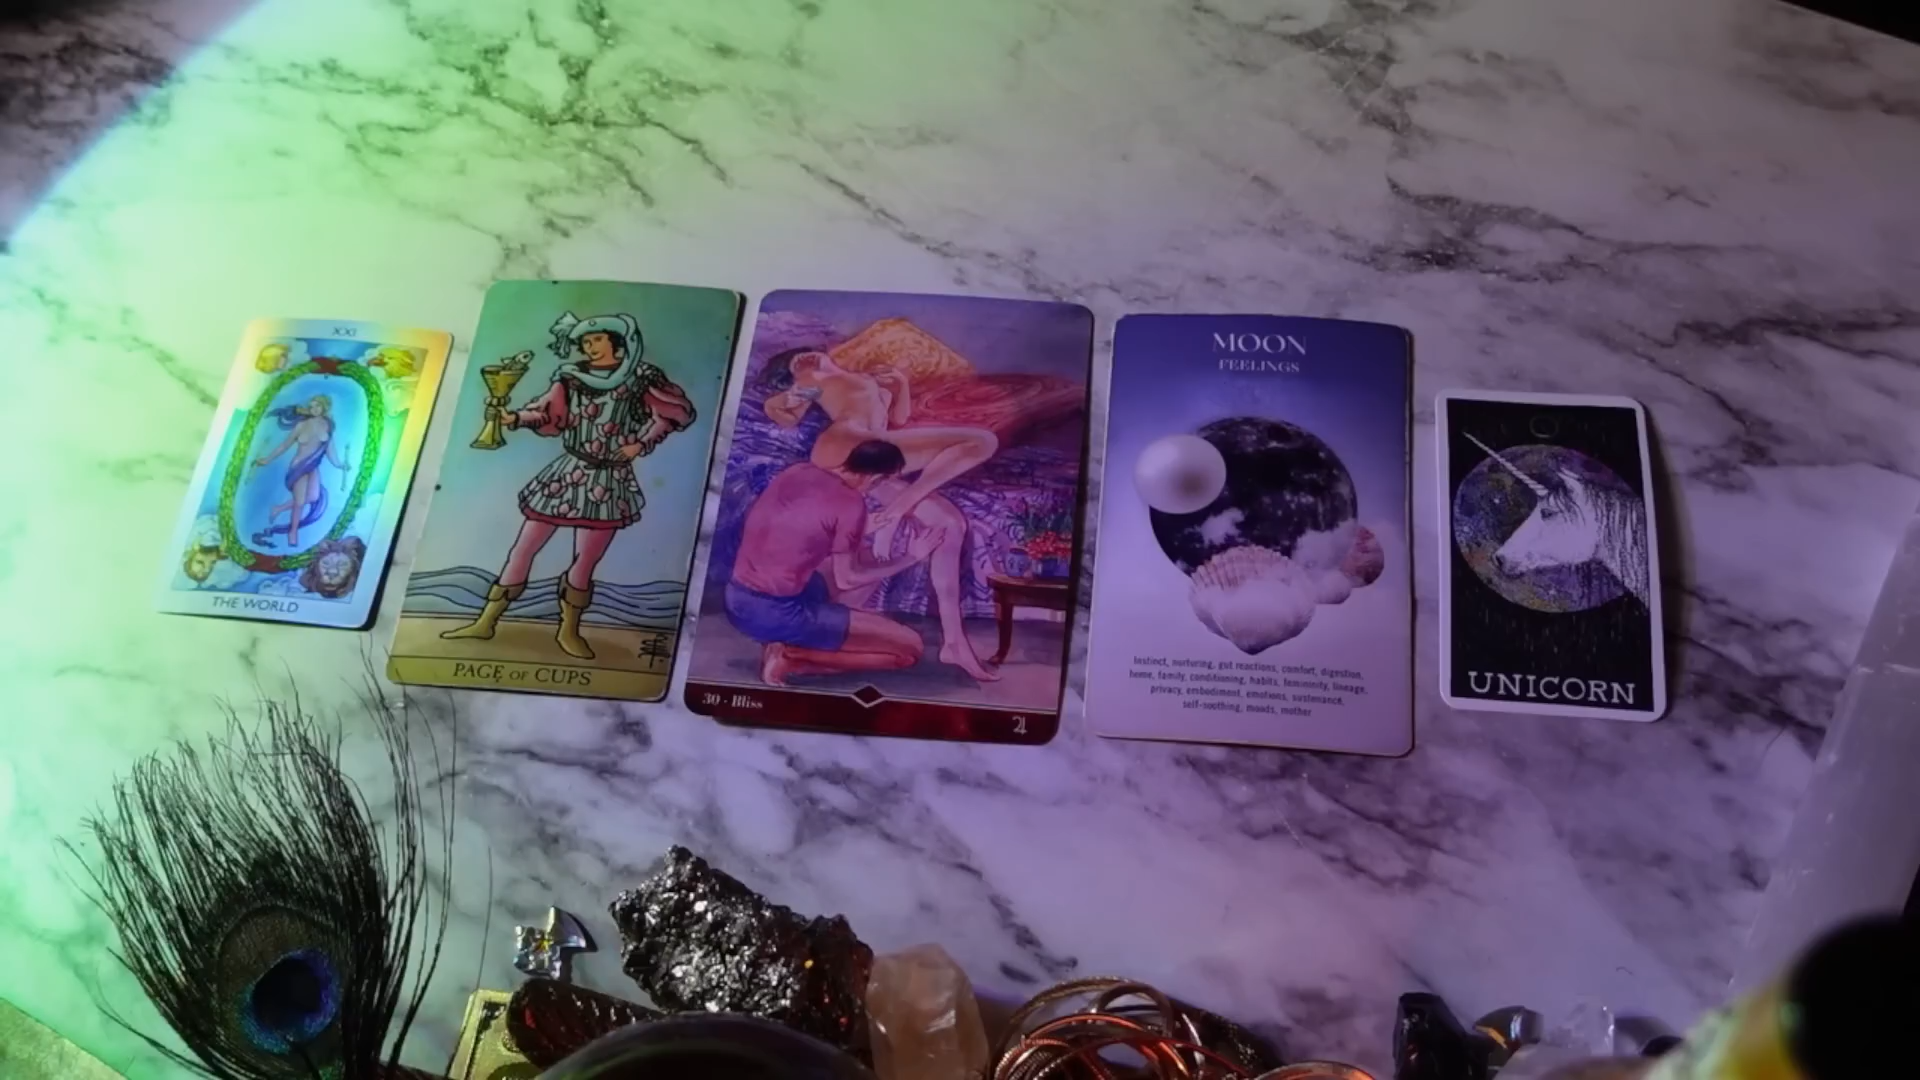 XXI
THE WORLD
PAGE OF CUPS
30 · Bliss
MOON
FEELINGS
Instinct, nurturing, gut reactions, comfort, digestion,
home, family, conditioning, habits, femininity, lineage,
privacy, embodiment, emotions, sustenance,
self-soothing, moods, mother
UNICORN